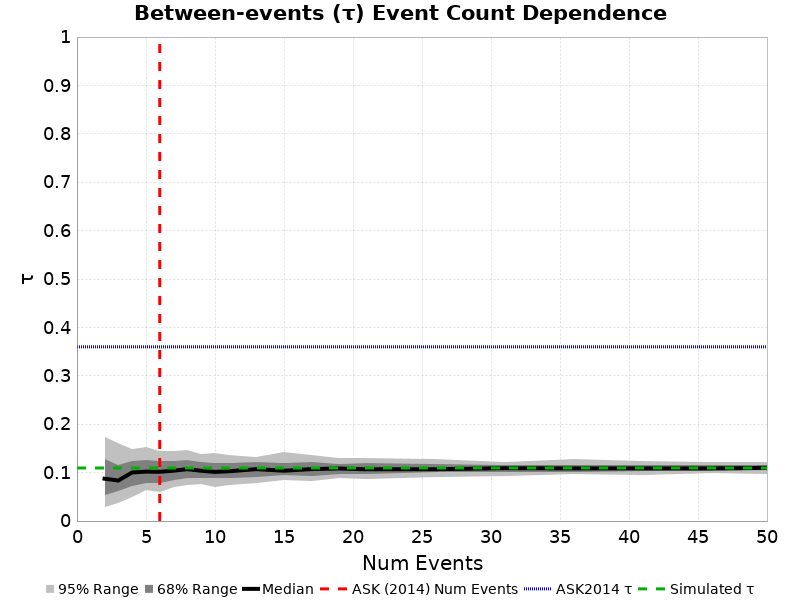 Between-events (τ) Event Count Dependence
1
0.9
0.8
0.7
0.6
0.5
0.4
0.3
0.2
0.1
0
τ
0 5 10 15 20 25 30 35 40 45 50
Num Events
95% Range 68% Range Median ASK (2014) Num Events ASK2014 τ Simulated τ